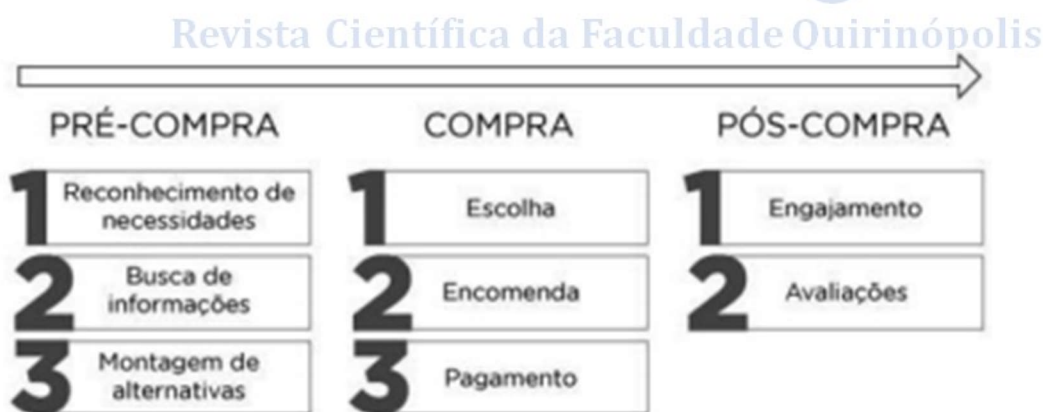 Revista Científica da Faculdade Quirinópolis
PRÉ-COMPRA
1
Reconhecimento de
necessidades
2
Busca de
informações
3
Montagem de
alternativas
COMPRA
1
Escolha
2
Encomenda
3
Pagamento
PÓS-COMPRA
1
Engajamento
2
Avaliações